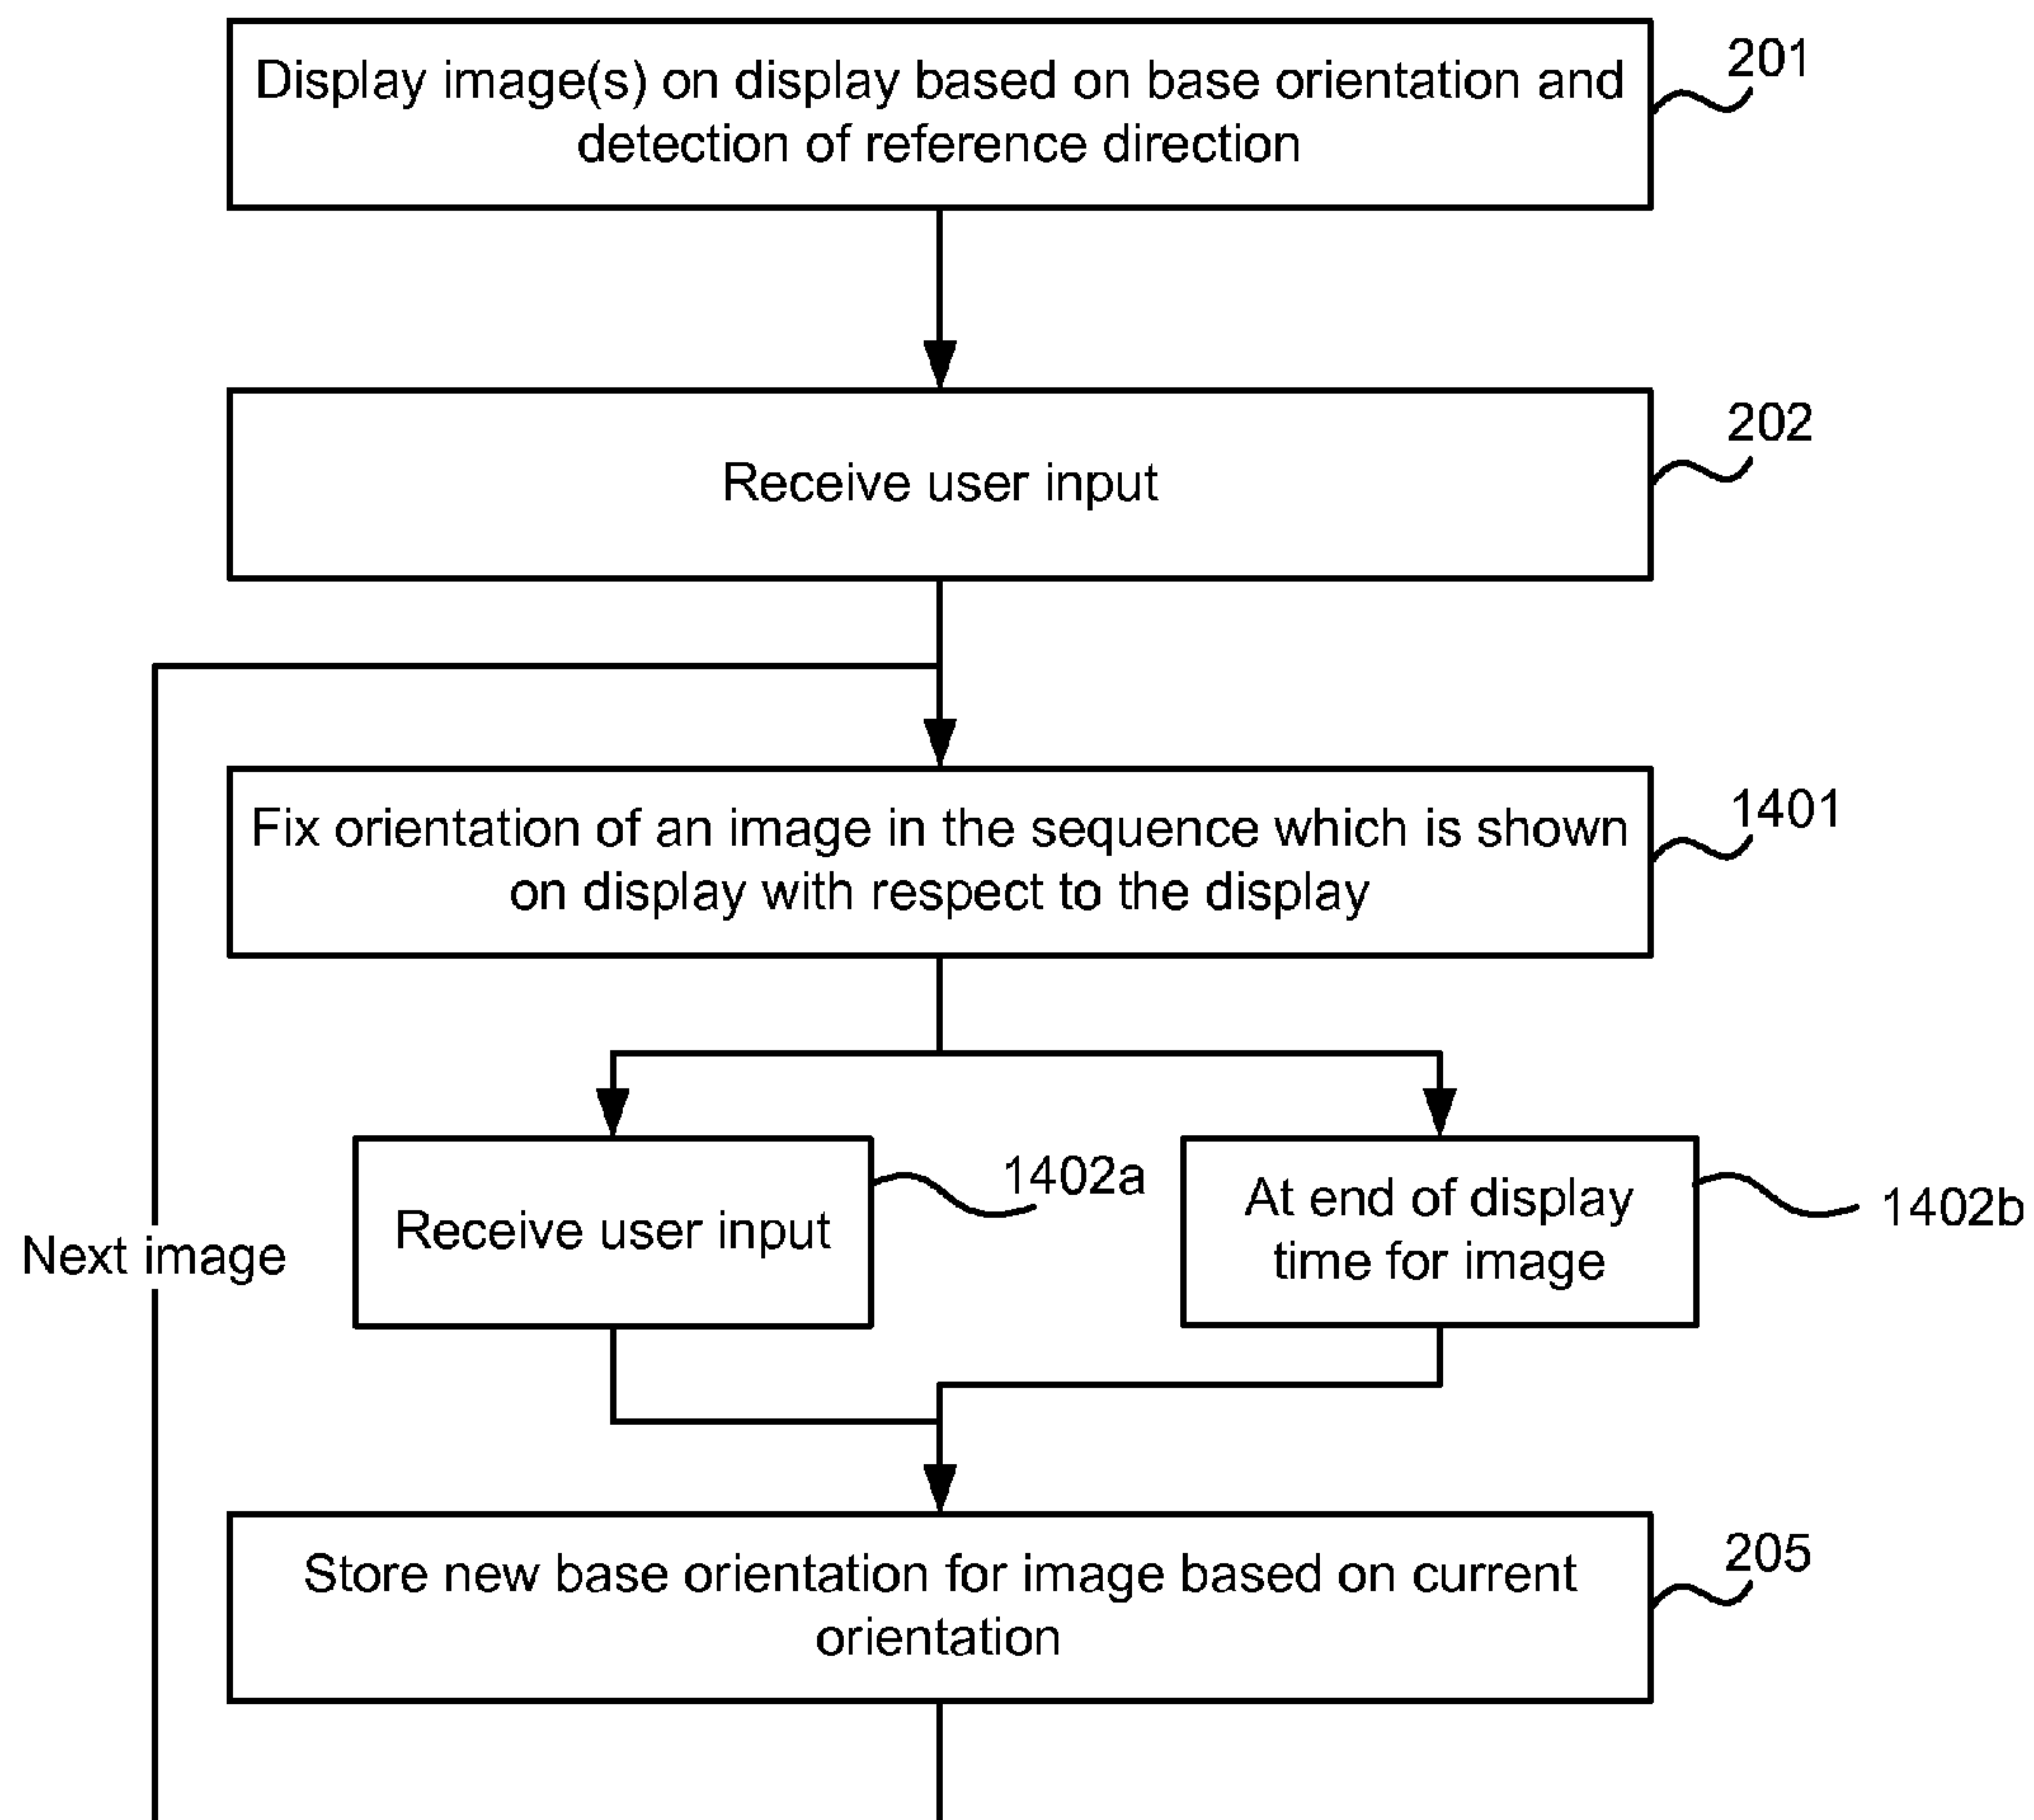 Display image(s) on display based on base orientation and
detection of reference direction
201
Receive user input
202
Fix orientation of an image in the sequence which is shown
on display with respect to the display
1401
Receive user input
1402a
At end of display
time for image
1402b
Next image
Store new base orientation for image based on current
orientation
205